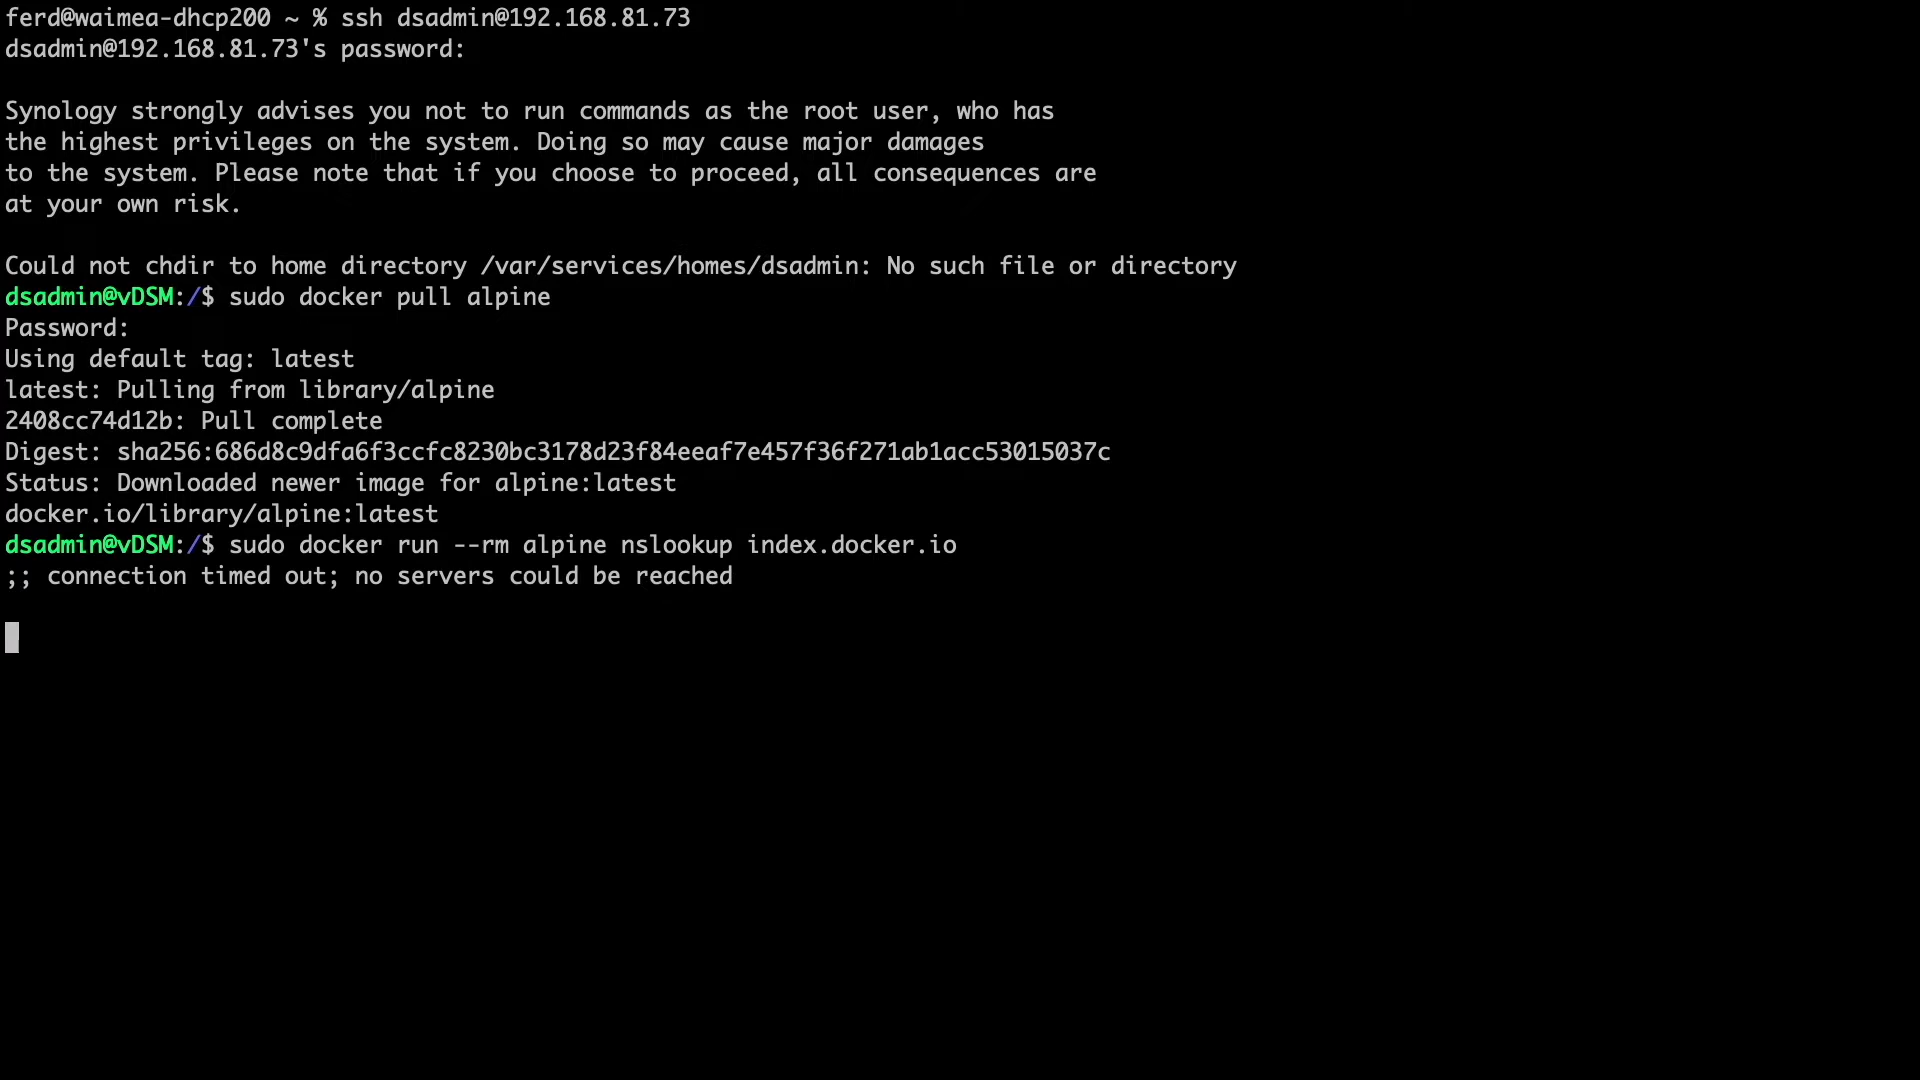 ferd@waimea-dhcp200 ~ % ssh dsadmin@192.168.81.73
dsadmin@192.168.81.73's password:
Synology strongly advises you not to run commands as the root user, who has
the highest privileges on the system. Doing so may cause major damages
to the system. Please note that if you choose to proceed, all consequences are
at your own risk.
Could not chdir to home directory /var/services/homes/dsadmin: No such file or directory
dsadmin@vDSM:/$ sudo docker pull alpine
Password:
Using default tag: latest
latest: Pulling from library/alpine
2408cc74d12b: Pull complete
Digest: sha256:686d8c9dfa6f3ccfc8230bc3178d23f84eeaf7e457f36f271ab1acc53015037c
Status: Downloaded newer image for alpine:latest
docker.io/library/alpine:latest
dsadmin@vDSM:/$ sudo docker run --rm alpine nslookup index.docker.io
;; connection timed out; no servers could be reached